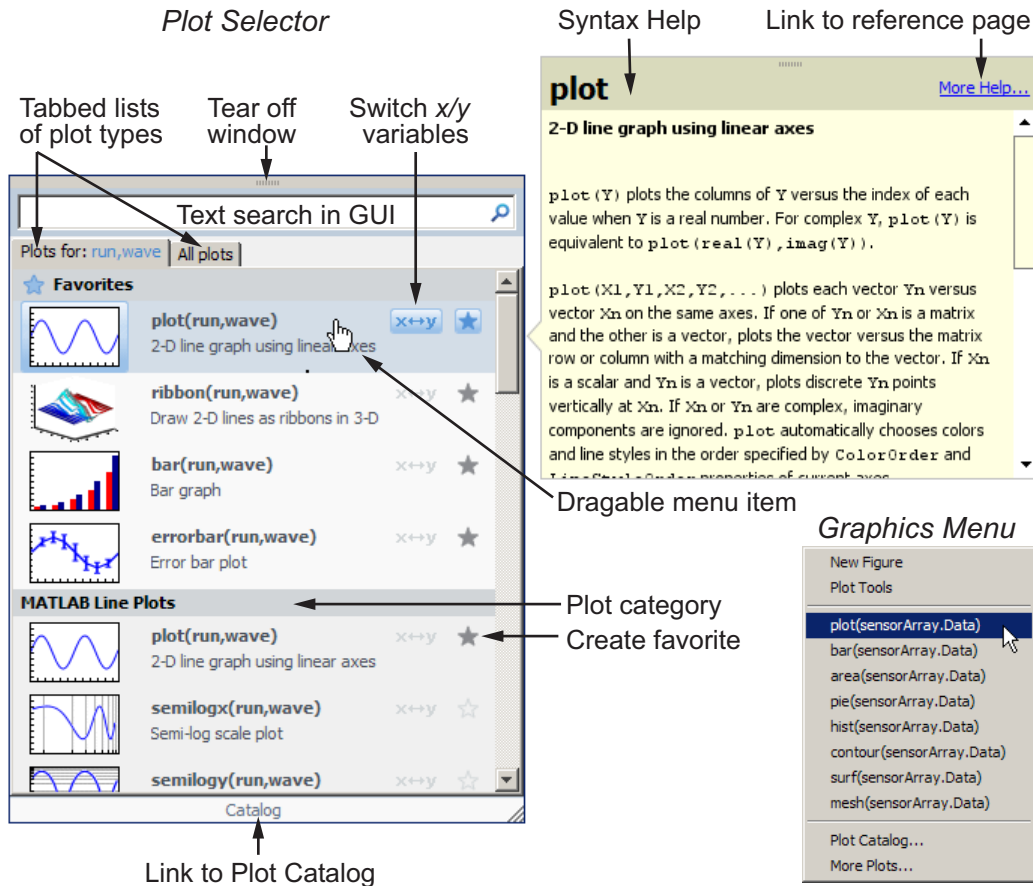 Plot Selector
Syntax Help
Link to reference page
Tabbed lists
of plot types
Tear off
window
Switch x/y
variables
Text search in GUI
Plots for: run,wave
All plots
Favorites
plot(run,wave)
x↔y
2-D line graph using linear axes
ribbon(run,wave)
x↔y
Draw 2-D lines as ribbons in 3-D
bar(run,wave)
x↔y
Bar graph
errorbar(run,wave)
x↔y
Error bar plot
MATLAB Line Plots
plot(run,wave)
x↔y
2-D line graph using linear axes
semilogx(run,wave)
x↔y
Semi-log scale plot
semilogy(run,wave)
x↔y
Catalog
Link to Plot Catalog
plot
More Help...
2-D line graph using linear axes
plot(Y) plots the columns of Y versus the index of each
value when Y is a real number. For complex Y, plot(Y) is
equivalent to plot(real(Y),imag(Y)).
plot(X1,Y1,X2,Y2,...) plots each vector Yn versus
vector Xn on the same axes. If one of Yn or Xn is a matrix
and the other is a vector, plots the vector versus the matrix
row or column with a matching dimension to the vector. If Xn
is a scalar and Yn is a vector, plots discrete Yn points
vertically at Xn. If Xn or Yn are complex, imaginary
components are ignored. plot automatically chooses colors
and line styles in the order specified by ColorOrder and
LineStyleOrder properties of current axes.
Dragable menu item
Plot category
Create favorite
Graphics Menu
New Figure
Plot Tools
plot(sensorArray.Data)
bar(sensorArray.Data)
area(sensorArray.Data)
pie(sensorArray.Data)
hist(sensorArray.Data)
contour(sensorArray.Data)
surf(sensorArray.Data)
mesh(sensorArray.Data)
Plot Catalog...
More Plots...